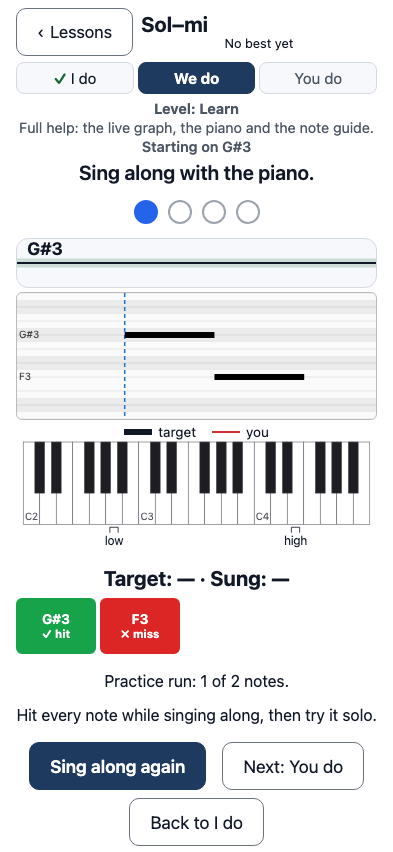 ‹ Lessons
Sol–mi
No best yet
✓ I do
We do
You do
Level: Learn
Full help: the live graph, the piano and the note guide.
Starting on G#3
Sing along with the piano.
G#3
G#3
F3
target
you
C2
C3
C4
low
high
Target: — · Sung: —
G#3
✓ hit
F3
✕ miss
Practice run: 1 of 2 notes.
Hit every note while singing along, then try it solo.
Sing along again
Next: You do
Back to I do